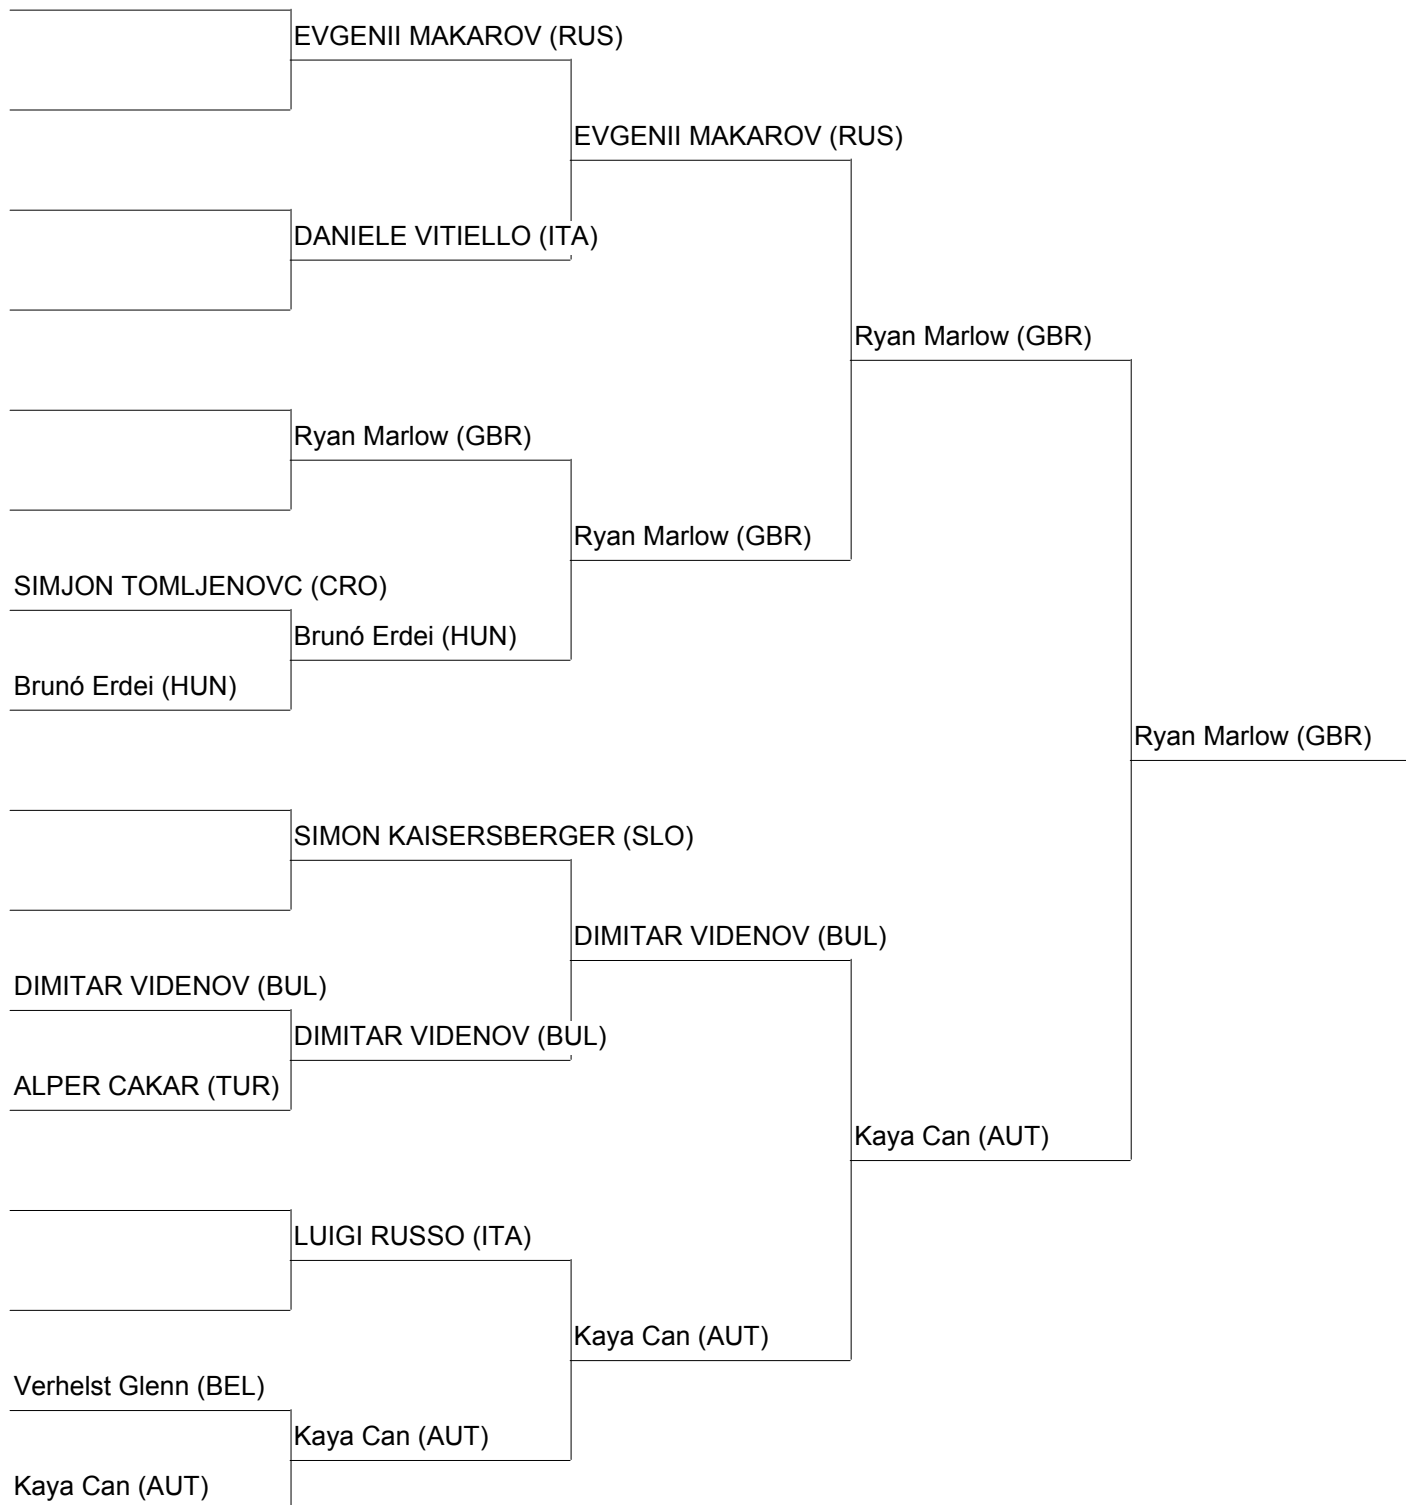 EVGENII MAKAROV (RUS)
EVGENII MAKAROV (RUS)
DANIELE VITIELLO (ITA)
Ryan Marlow (GBR)
Ryan Marlow (GBR)
Ryan Marlow (GBR)
SIMJON TOMLJENOVC (CRO)
Brunó Erdei (HUN)
Brunó Erdei (HUN)
Ryan Marlow (GBR)
SIMON KAISERSBERGER (SLO)
DIMITAR VIDENOV (BUL)
DIMITAR VIDENOV (BUL)
DIMITAR VIDENOV (BUL)
ALPER CAKAR (TUR)
Kaya Can (AUT)
LUIGI RUSSO (ITA)
Kaya Can (AUT)
Verhelst Glenn (BEL)
Kaya Can (AUT)
Kaya Can (AUT)